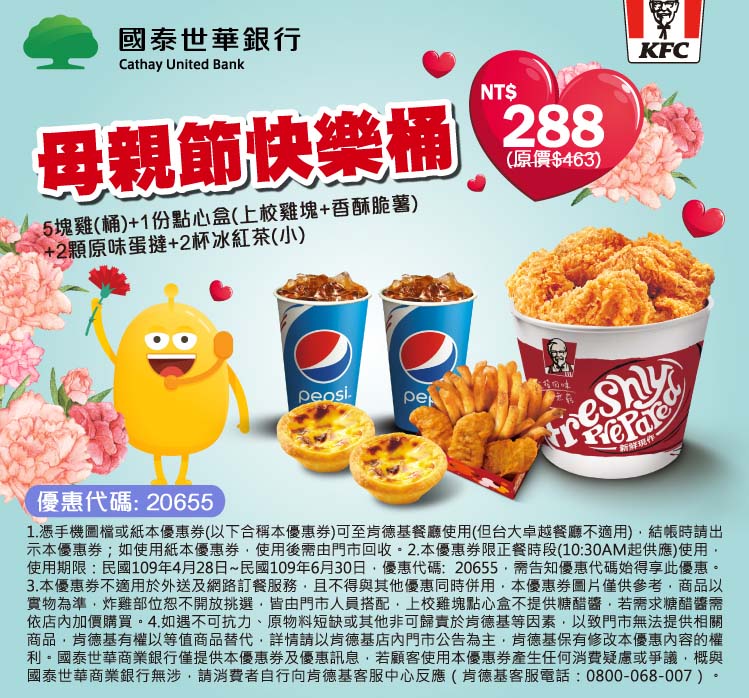 國泰世華銀行
Cathay United Bank
KFC
NT$
288
(原價$463)
母親節快樂桶
5塊雞(桶)+1份點心盒(上校雞塊+香酥脆薯)
+2顆原味蛋撻+2杯冰紅茶(小)
pepsi
pep
Freshly
Prepared
新鮮現作
優惠代碼: 20655
1.憑手機圖檔或紙本優惠券(以下合稱本優惠券)可至肯德基餐廳使用(但台大卓越餐廳不適用)，結帳時請出
示本優惠券；如使用紙本優惠券，使用後需由門市回收。2.本優惠券限正餐時段(10:30AM起供應)使用，
使用期限：民國109年4月28日~民國109年6月30日，優惠代碼: 20655，需告知優惠代碼始得享此優惠。
3.本優惠券不適用於外送及網路訂餐服務，且不得與其他優惠同時併用，本優惠券圖片僅供參考，商品以
實物為準，炸雞部位恕不開放挑選，皆由門市人員搭配，上校雞塊點心盒不提供糖醋醬，若需求糖醋醬需
依店內加價購買。4.如遇不可抗力、原物料短缺或其他非可歸責於肯德基等因素，以致門市無法提供相關
商品，肯德基有權以等值商品替代，詳情請以肯德基店內門市公告為主，肯德基保有修改本優惠內容的權
利。國泰世華商業銀行僅提供本優惠券及優惠訊息，若顧客使用本優惠券產生任何消費疑慮或爭議，概與
國泰世華商業銀行無涉，請消費者自行向肯德基客服中心反應（肯德基客服電話：0800-068-007）。